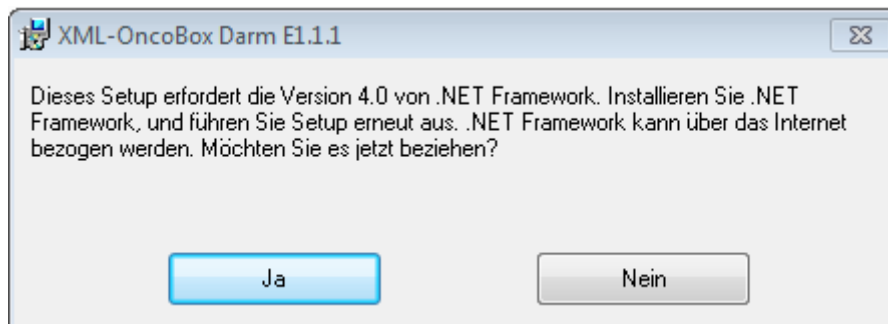 XML-OncoBox Darm E1.1.1
Dieses Setup erfordert die Version 4.0 von .NET Framework. Installieren Sie .NET
Framework, und führen Sie Setup erneut aus. .NET Framework kann über das Internet
bezogen werden. Möchten Sie es jetzt beziehen?
Ja
Nein